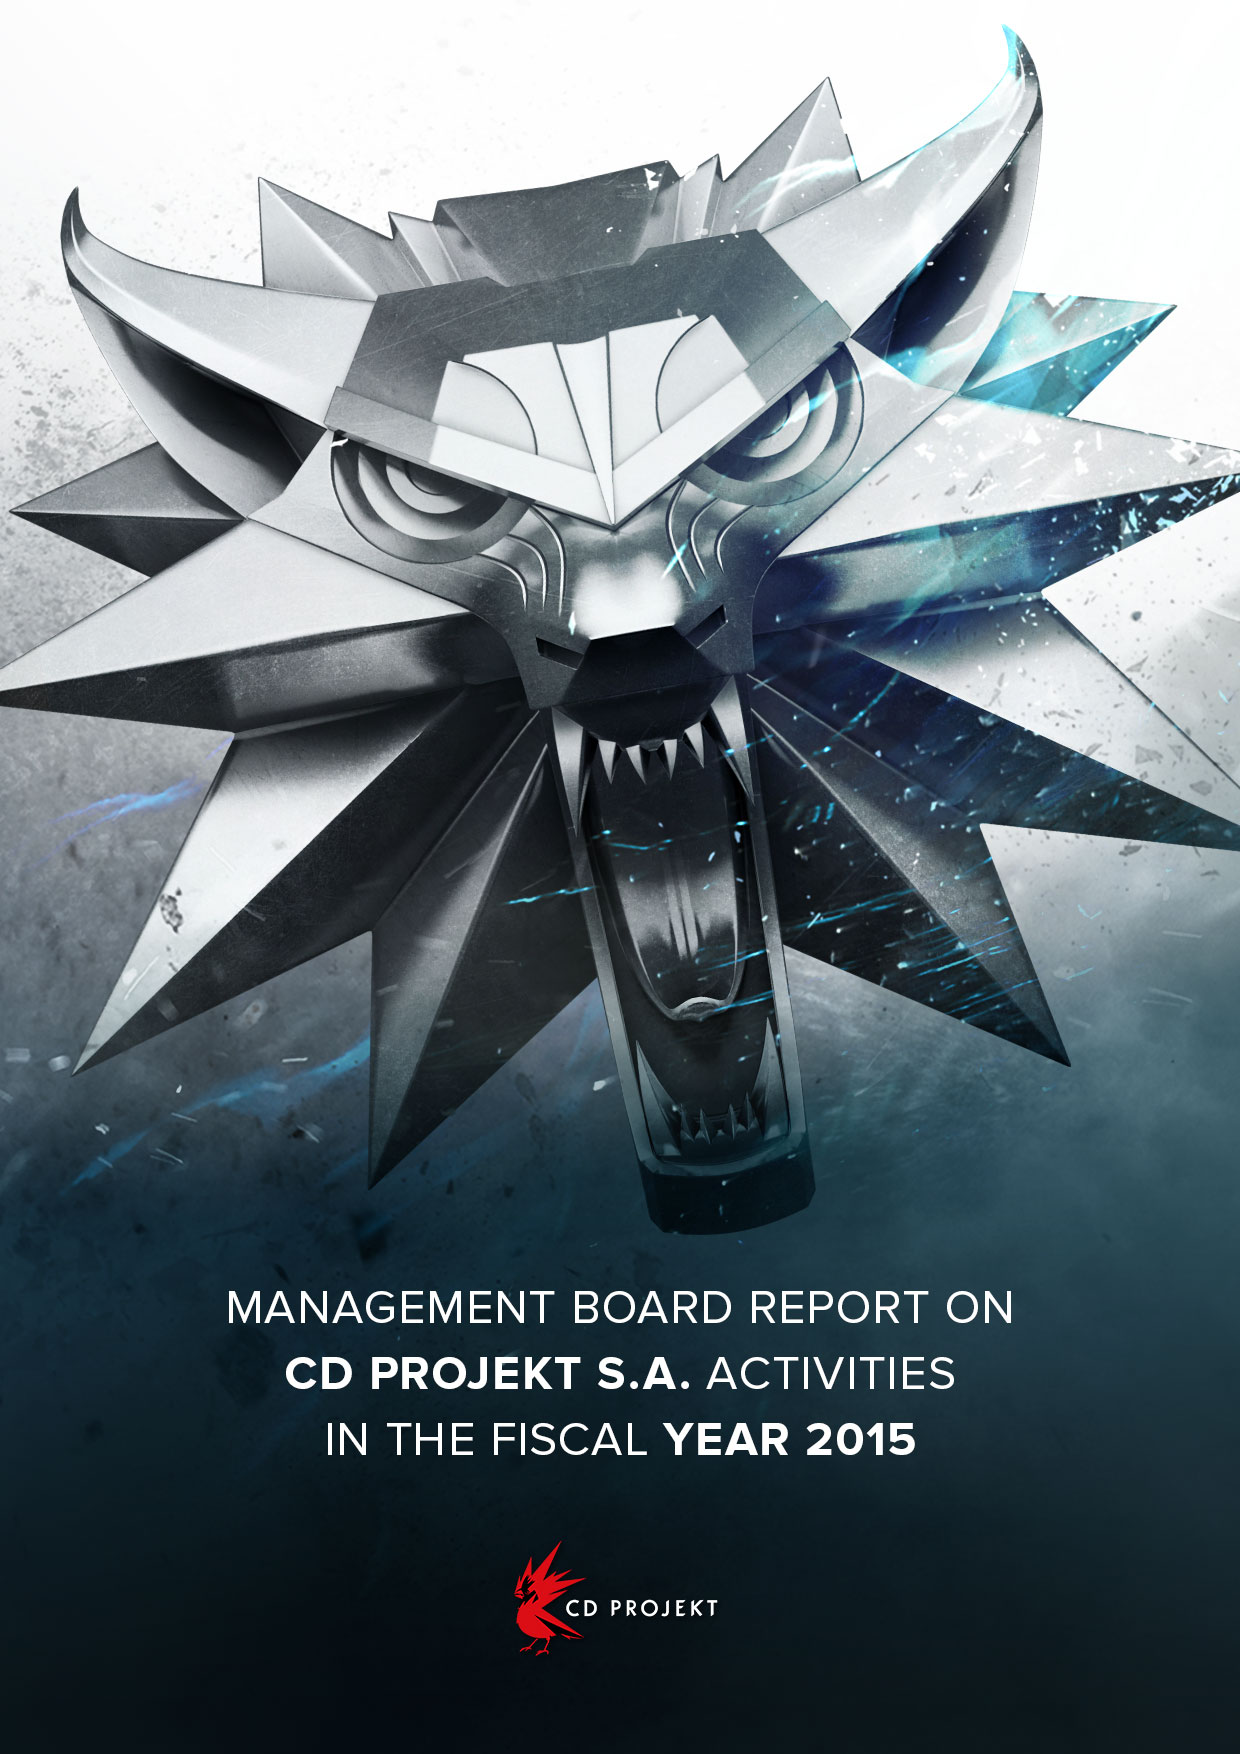 MANAGEMENT BOARD REPORT ON
CD PROJEKT S.A. ACTIVITIES
IN THE FISCAL YEAR 2015
CD PROJEKT